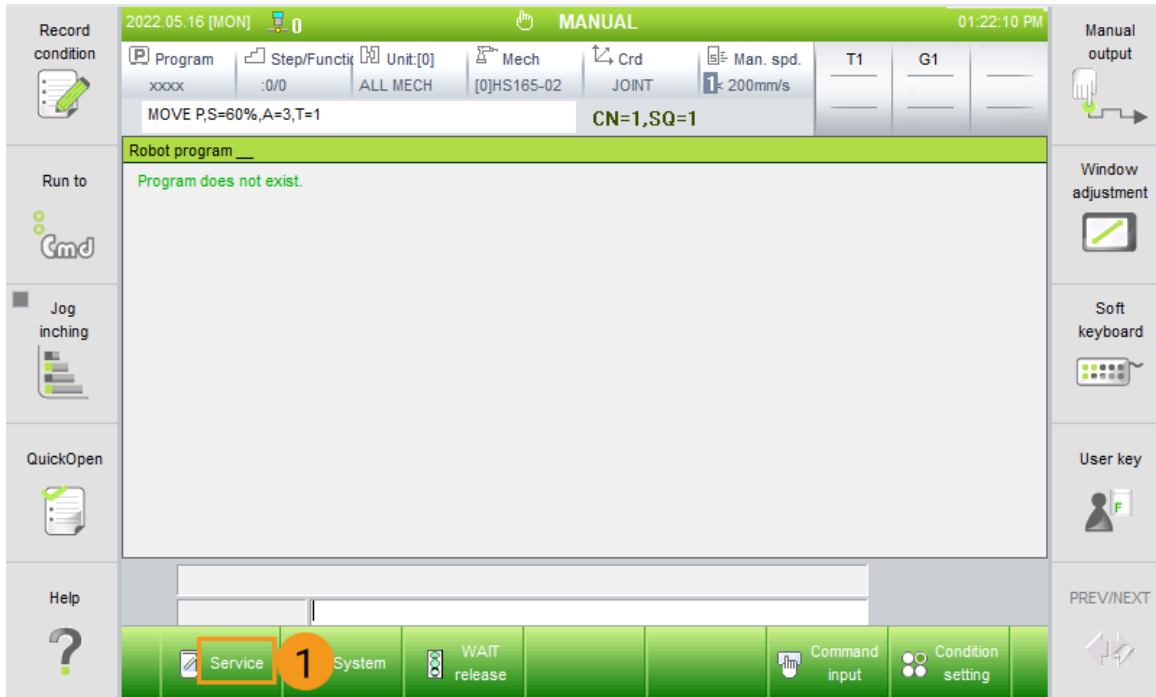 Record
condition
Run to
Cmd
Jog
inching
QuickOpen
Help
2022.05.16 [MON] 0 MANUAL 01:22:10 PM
P Program Step/Functic Unit:[0] Mech Crd Man. spd. T1 G1
xxxx :0/0 ALL MECH [0]HS165-02 JOINT 1< 200mm/s
MOVE P,S=60%,A=3,T=1 CN=1,SQ=1
Robot program __
Program does not exist.
Service 1 System WAIT
release
Command
input
Condition
setting
Manual
output
Window
adjustment
Soft
keyboard
User key
F
PREV/NEXT